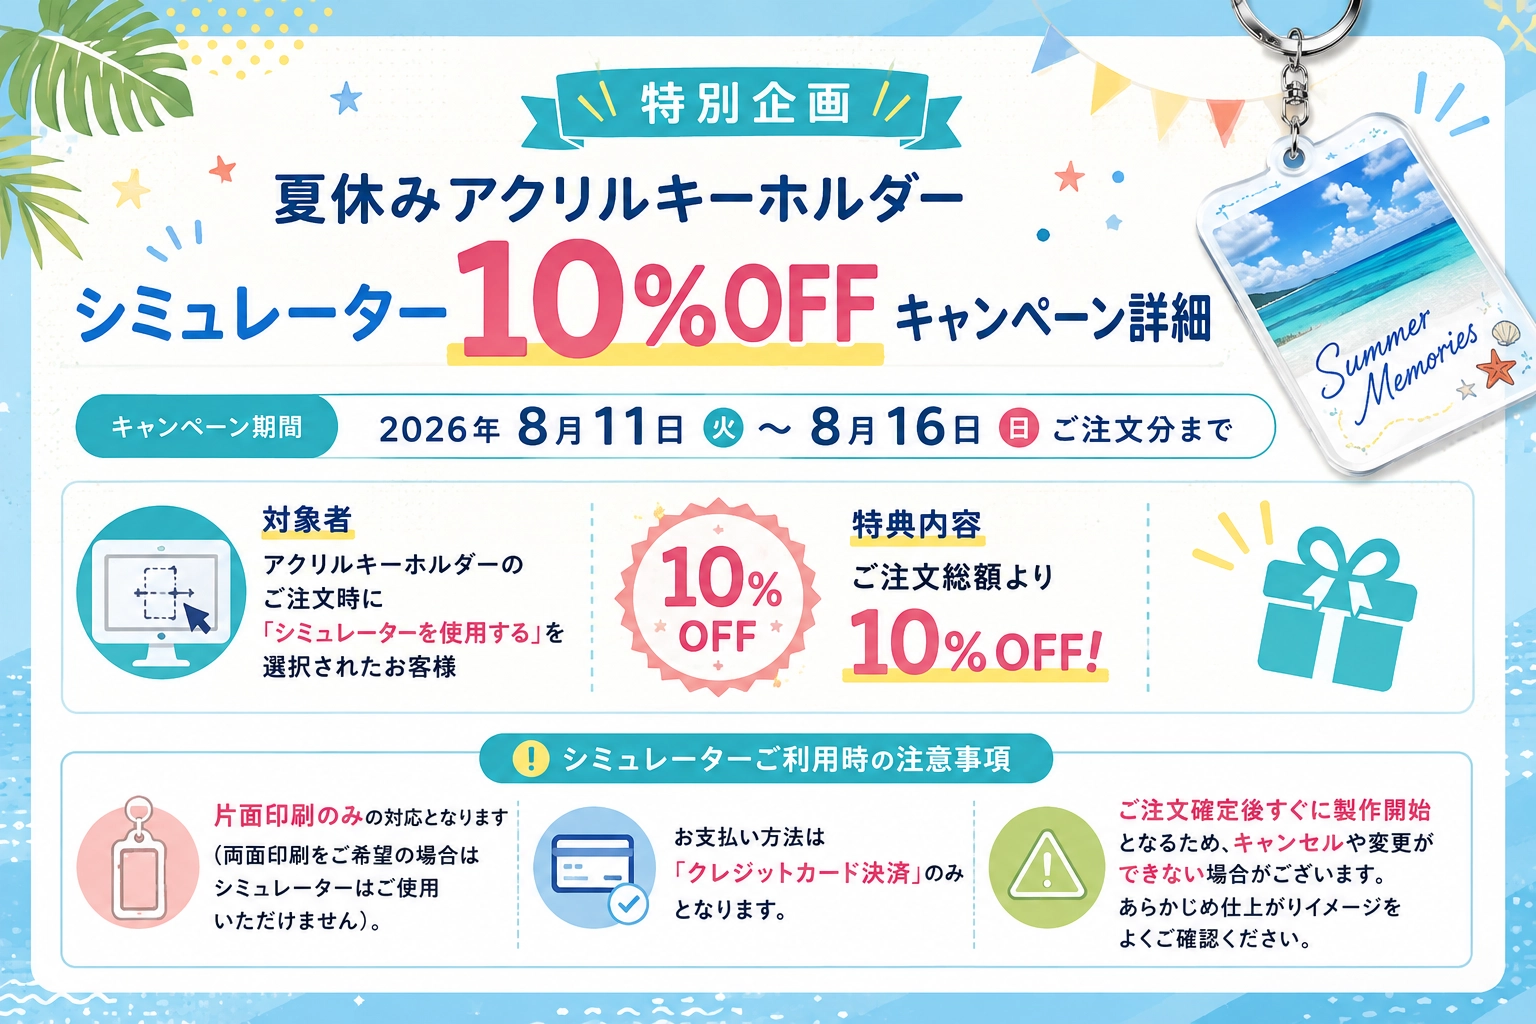 特別企画
夏休みアクリルキーホルダー
シミュレーター10%OFF キャンペーン詳細
Summer
Memories
キャンペーン期間
2026年 8月11日 火 ～ 8月16日 日 ご注文分まで
対象者
アクリルキーホルダーの
ご注文時に
「シミュレーターを使用する」を
選択されたお客様
10%
OFF
特典内容
ご注文総額より
10%OFF!
! シミュレーターご利用時の注意事項
片面印刷のみの対応となります
（両面印刷をご希望の場合は
シミュレーターはご使用
いただけません）。
お支払い方法は
「クレジットカード決済」のみ
となります。
ご注文確定後すぐに製作開始
となるため、キャンセルや変更が
できない場合がございます。
あらかじめ仕上がりイメージを
よくご確認ください。